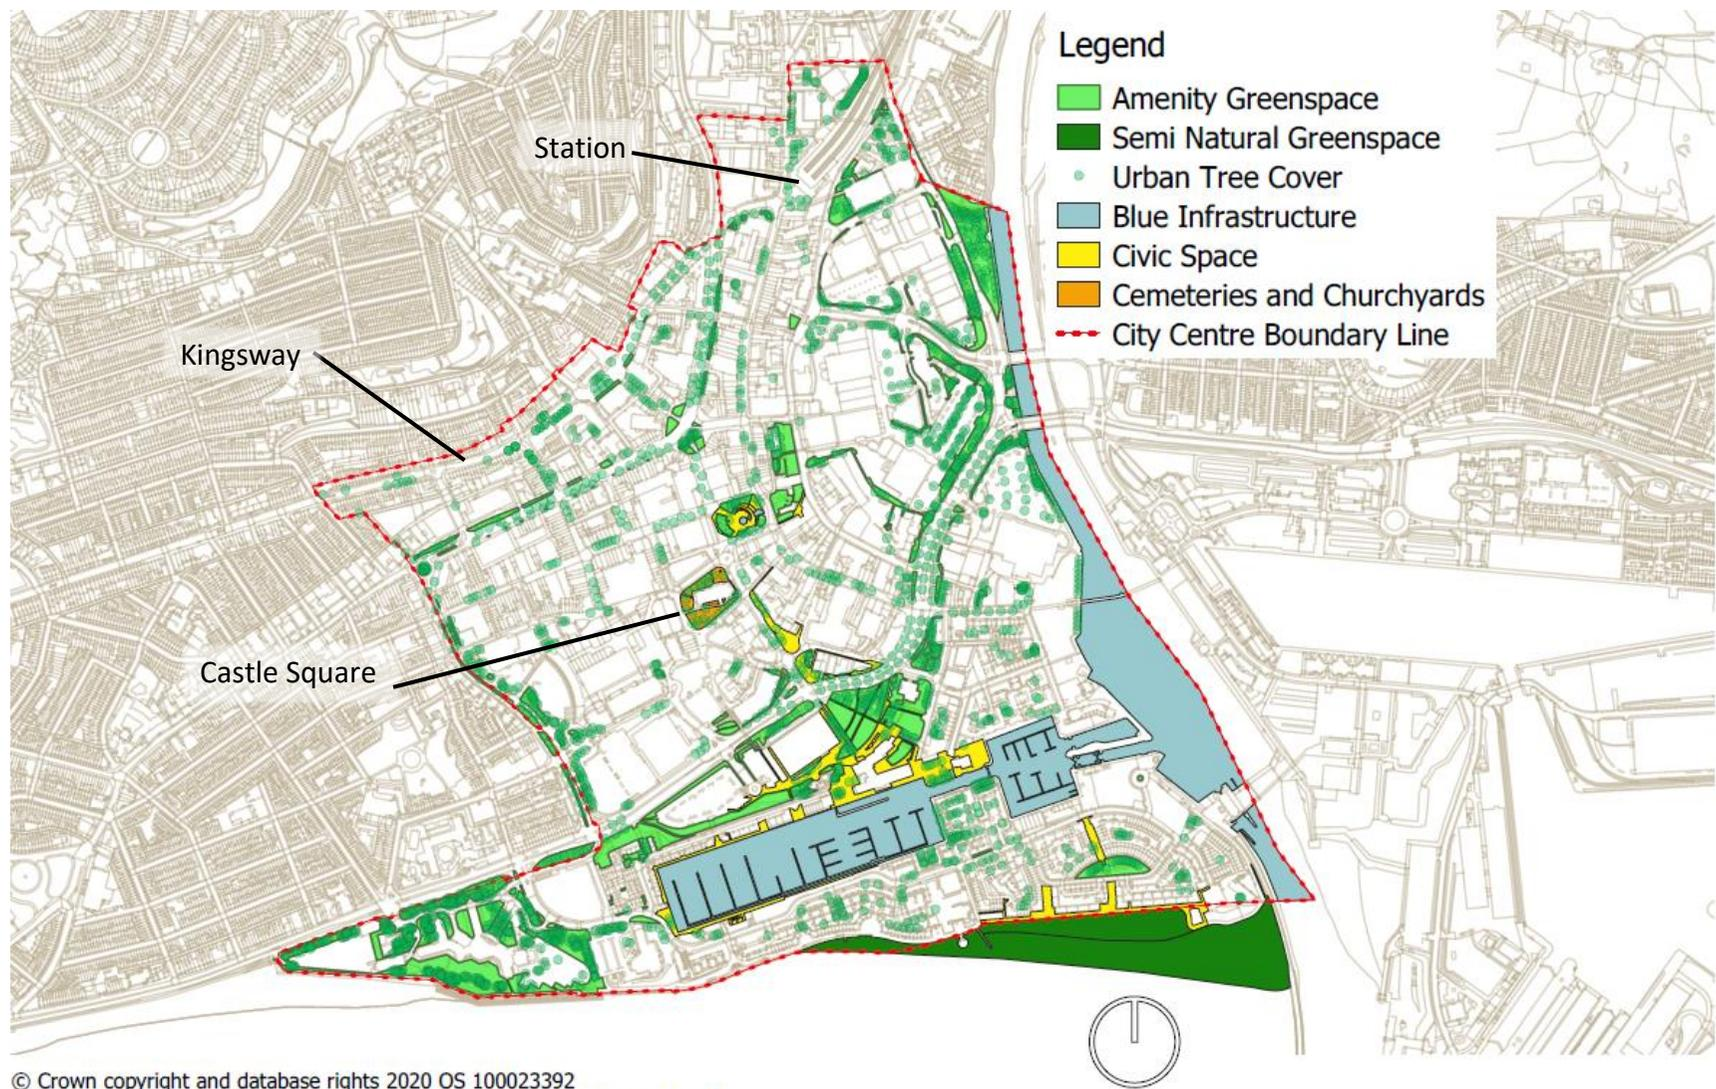 Legend
Amenity Greenspace
Semi Natural Greenspace
Urban Tree Cover
Blue Infrastructure
Civic Space
Cemeteries and Churchyards
City Centre Boundary Line
Station
Kingsway
Castle Square
© Crown copyright and database rights 2020 OS 100023392